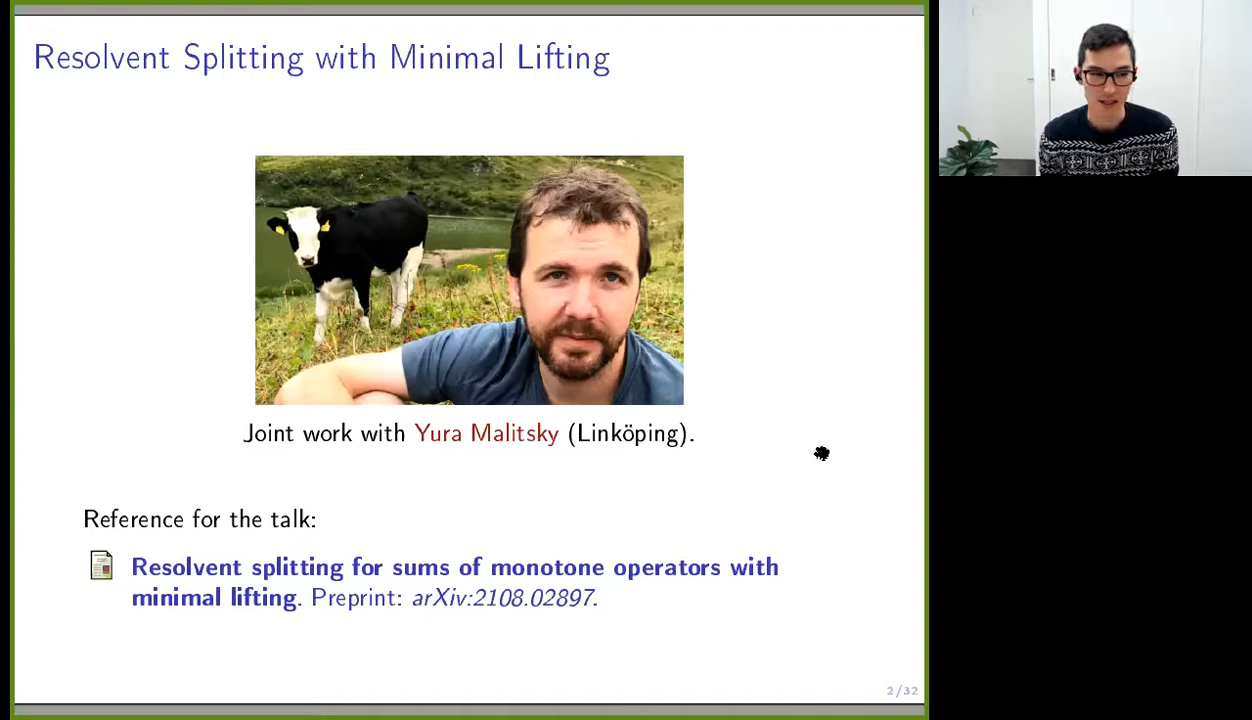 Resolvent Splitting with Minimal Lifting
Joint work with Yura Malitsky (Linköping).
Reference for the talk:
Resolvent splitting for sums of monotone operators with
minimal lifting. Preprint: arXiv:2108.02897.
2/32